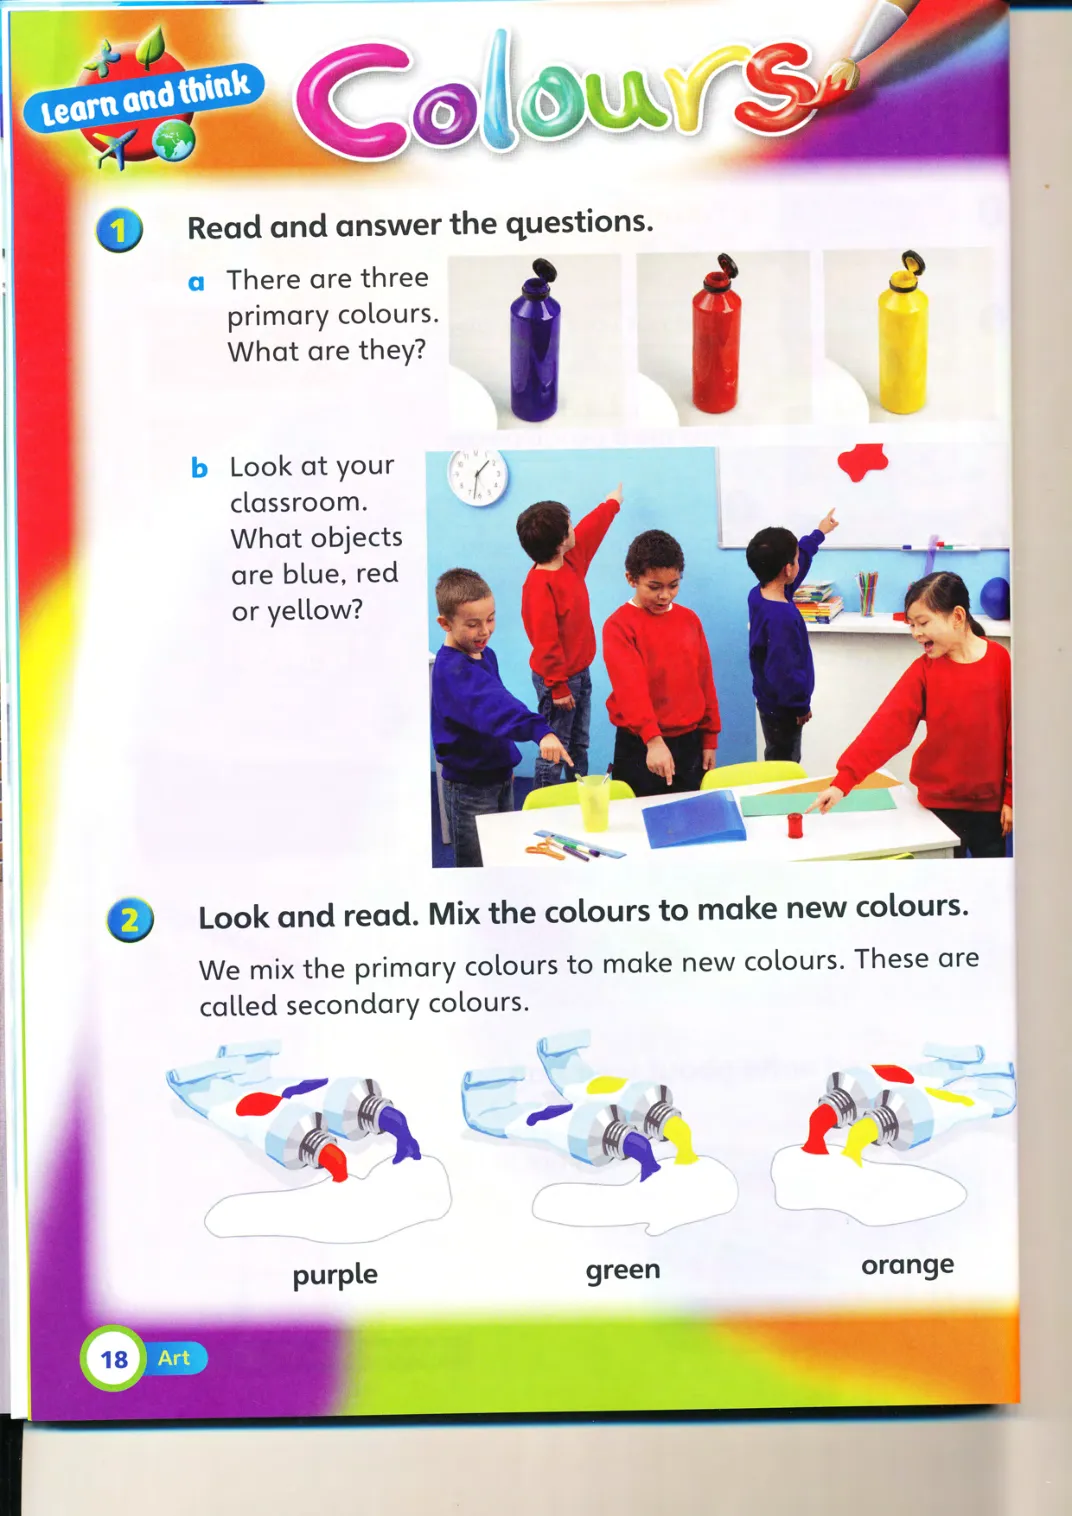 Learn and think
Colours
1
Read and answer the questions.
a There are three
primary colours.
What are they?
b Look at your
classroom.
What objects
are blue, red
or yellow?
2
Look and read. Mix the colours to make new colours.
We mix the primary colours to make new colours. These are
called secondary colours.
purple
green
orange
18 Art